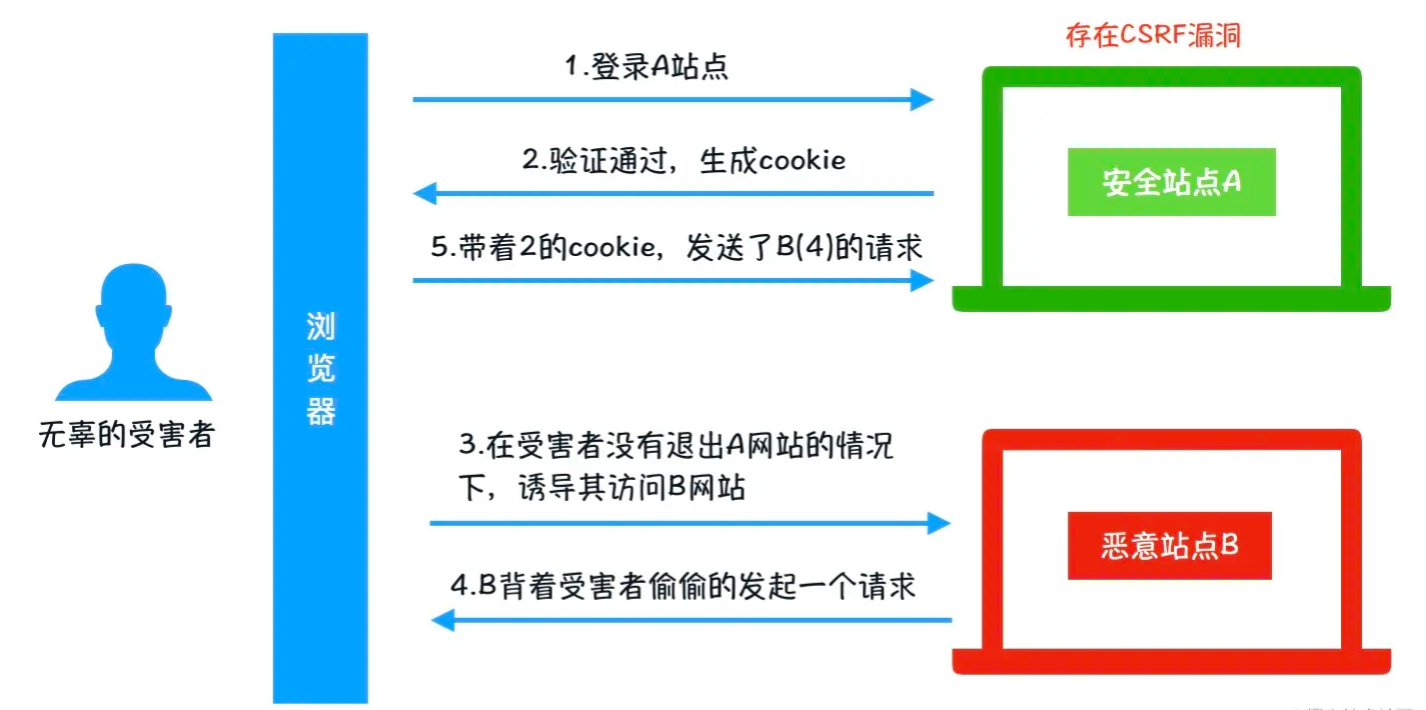 存在CSRF漏洞
1.登录A站点
2.验证通过，生成cookie
安全站点A
5.带着2的cookie，发送了B(4)的请求
浏
览
器
无辜的受害者
3.在受害者没有退出A网站的情况
下，诱导其访问B网站
恶意站点B
4.B背着受害者偷偷的发起一个请求